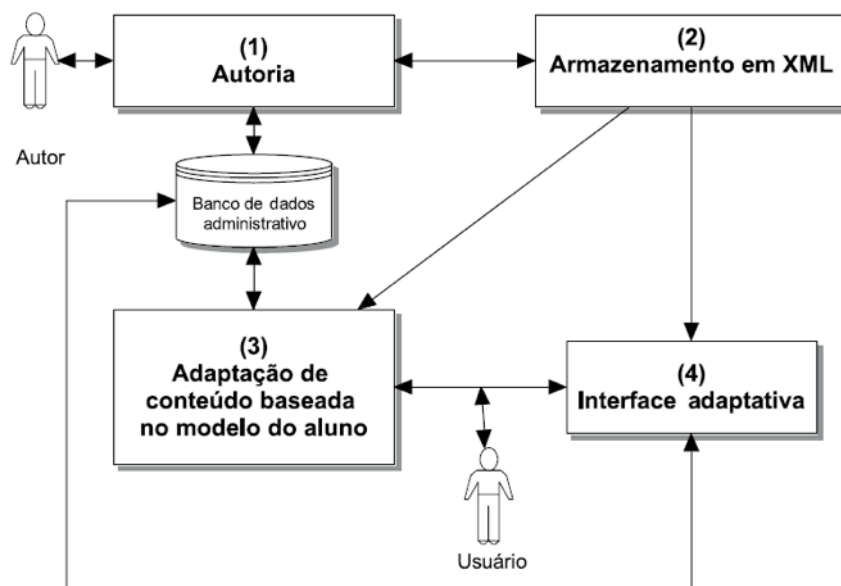 (1)
Autoria
(2)
Armazenamento em XML
Autor
Banco de dados
administrativo
(3)
Adaptação de
conteúdo baseada
no modelo do aluno
(4)
Interface adaptativa
Usuário